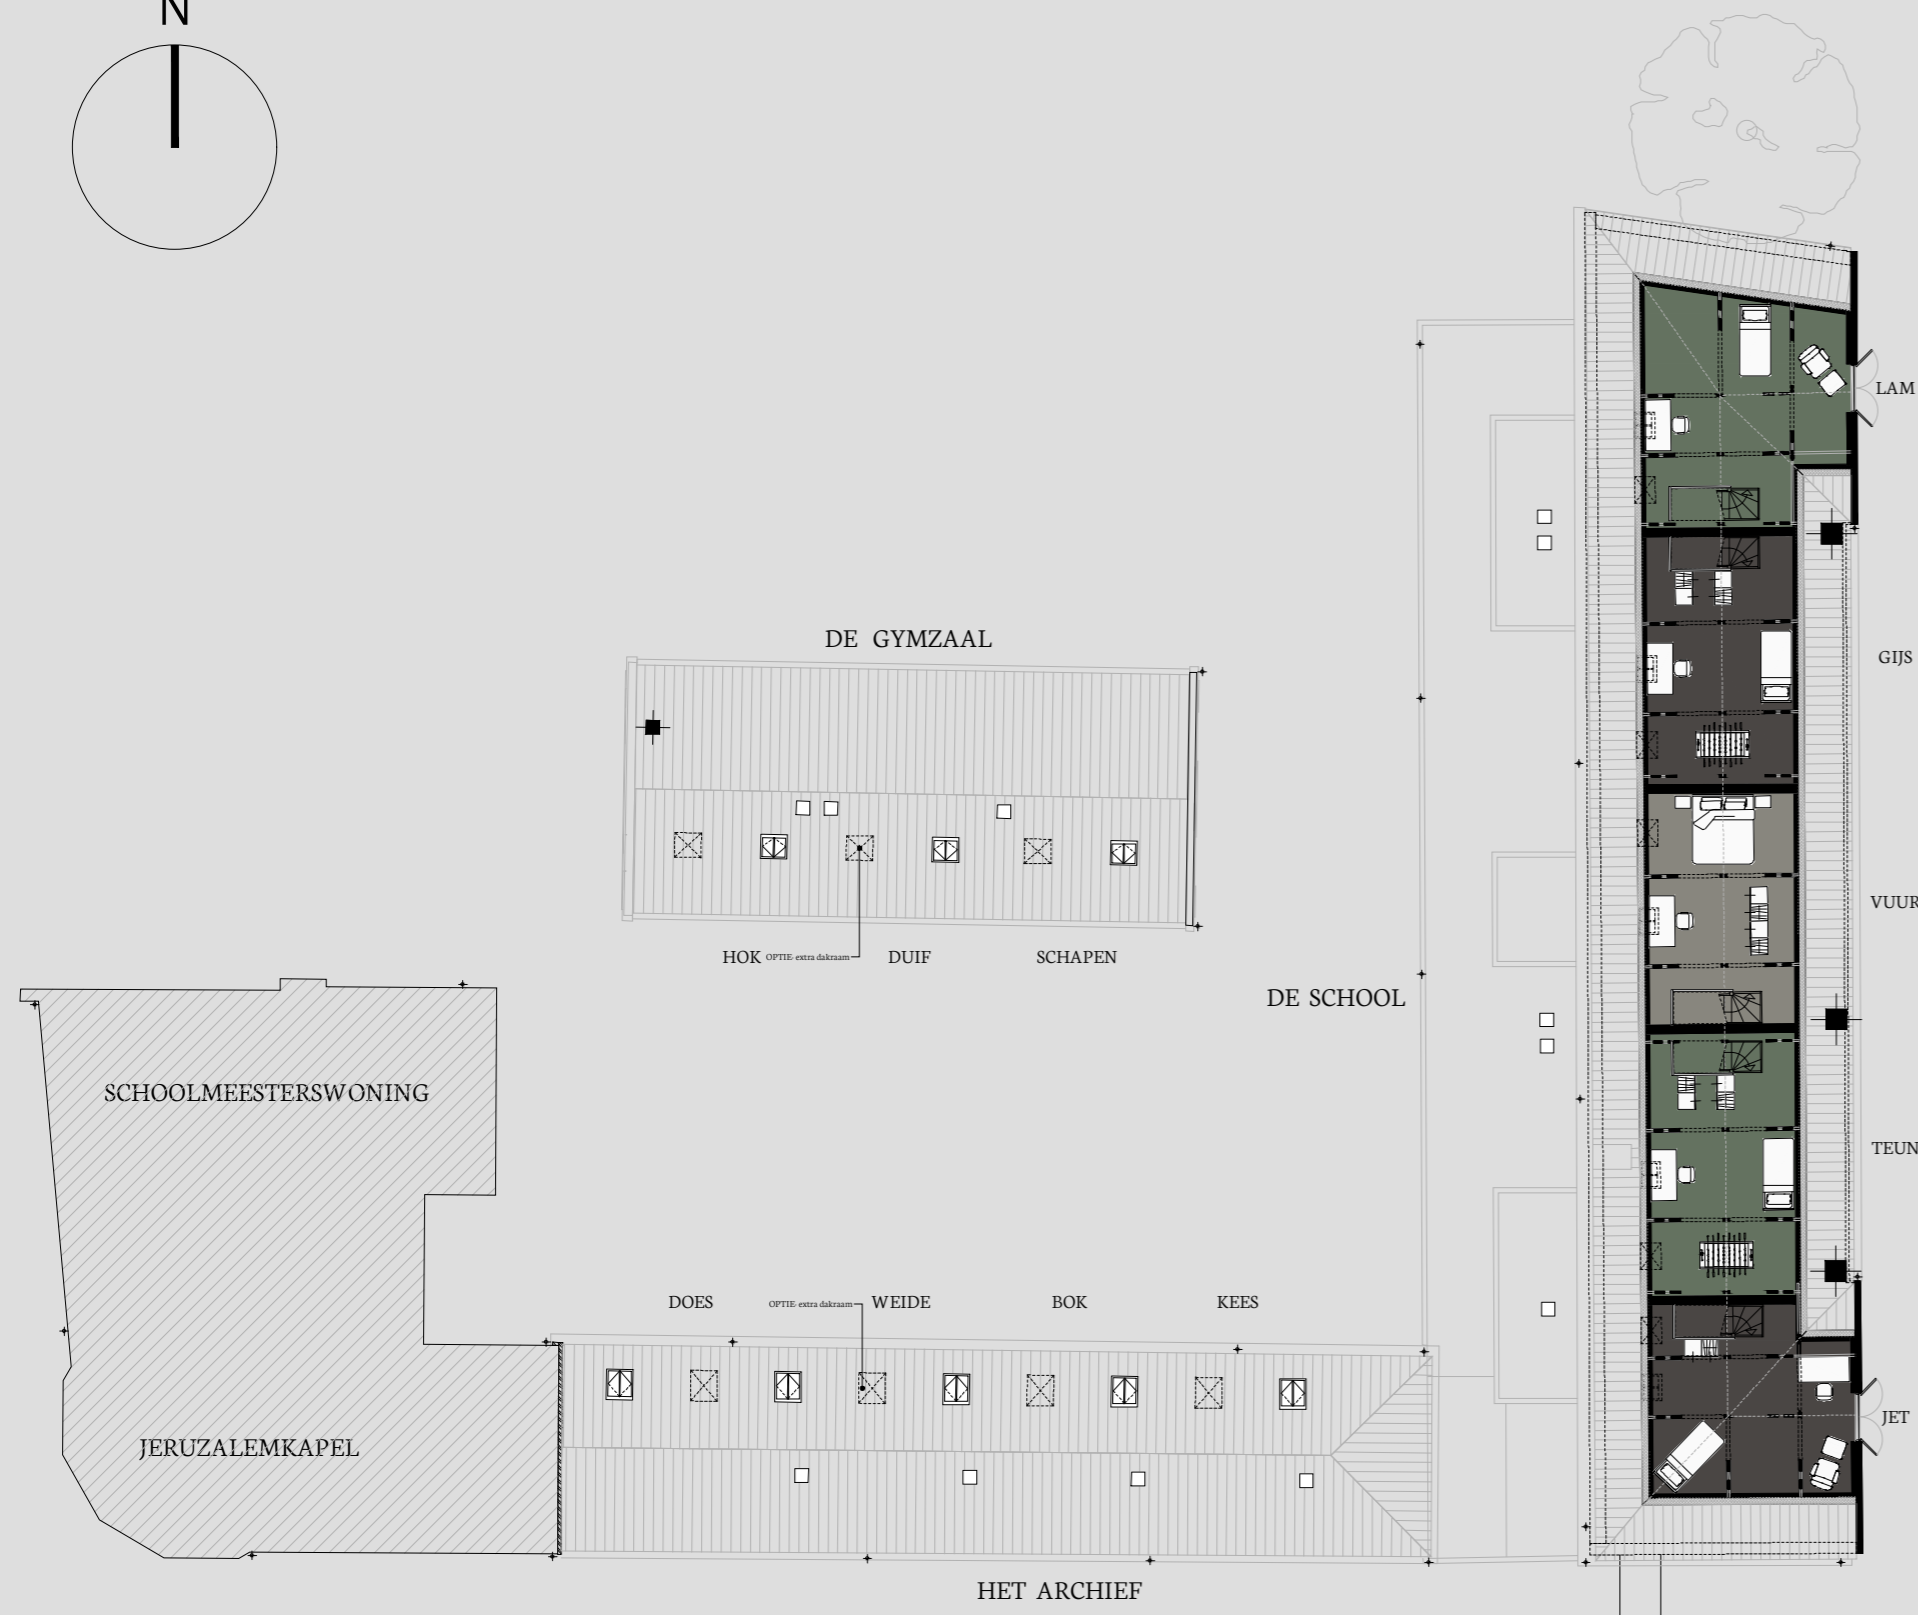 N
LAM
DE GYMZAAL
GIJS
VUUR
HOK OPTIE: extra dakraam DUIF SCHAPEN
DE SCHOOL
SCHOOLMEESTERSWONING
TEUN
DOES OPTIE: extra dakraam WEIDE BOK KEES
JET
JERUZALEMKAPEL
HET ARCHIEF